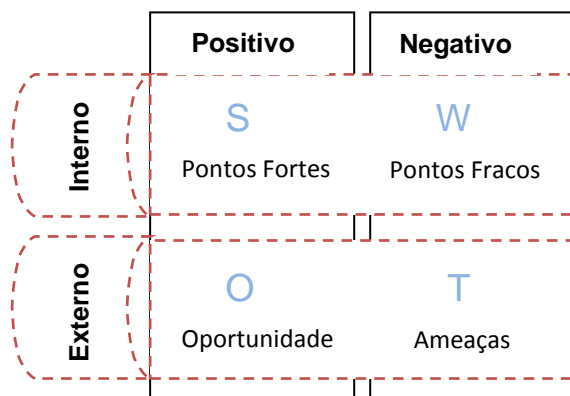 Positivo Negativo
Interno
S W
Pontos Fortes Pontos Fracos
Externo
O T
Oportunidade Ameaças